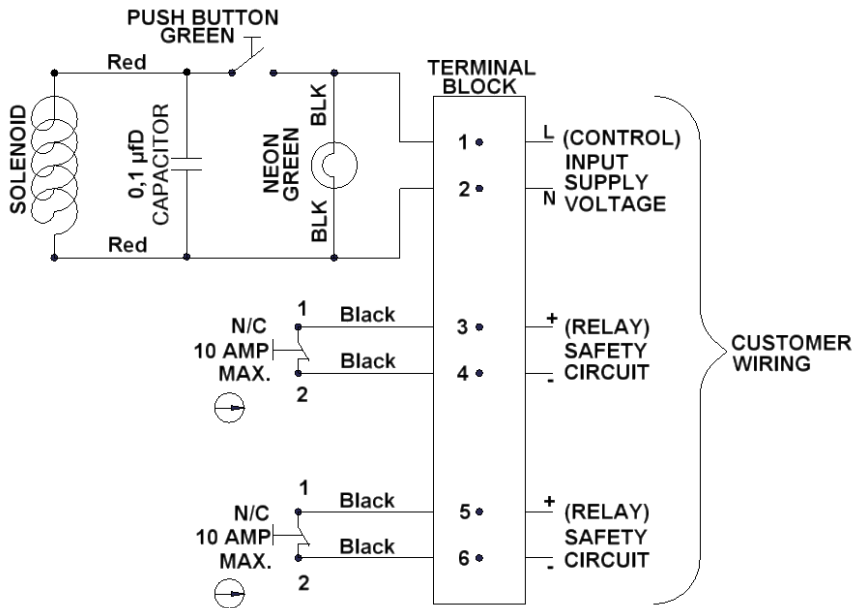 PUSH BUTTON
GREEN
Red
SOLENOID
0,1 µfD
CAPACITOR
NEON
GREEN
BLK
BLK
Red
TERMINAL
BLOCK
1
2
3
4
5
6
L
N
(CONTROL)
INPUT
SUPPLY
VOLTAGE
1
N/C
10 AMP
MAX.
2
Black
Black
+
-
(RELAY)
SAFETY
CIRCUIT
CUSTOMER
WIRING
1
N/C
10 AMP
MAX.
2
Black
Black
+
-
(RELAY)
SAFETY
CIRCUIT